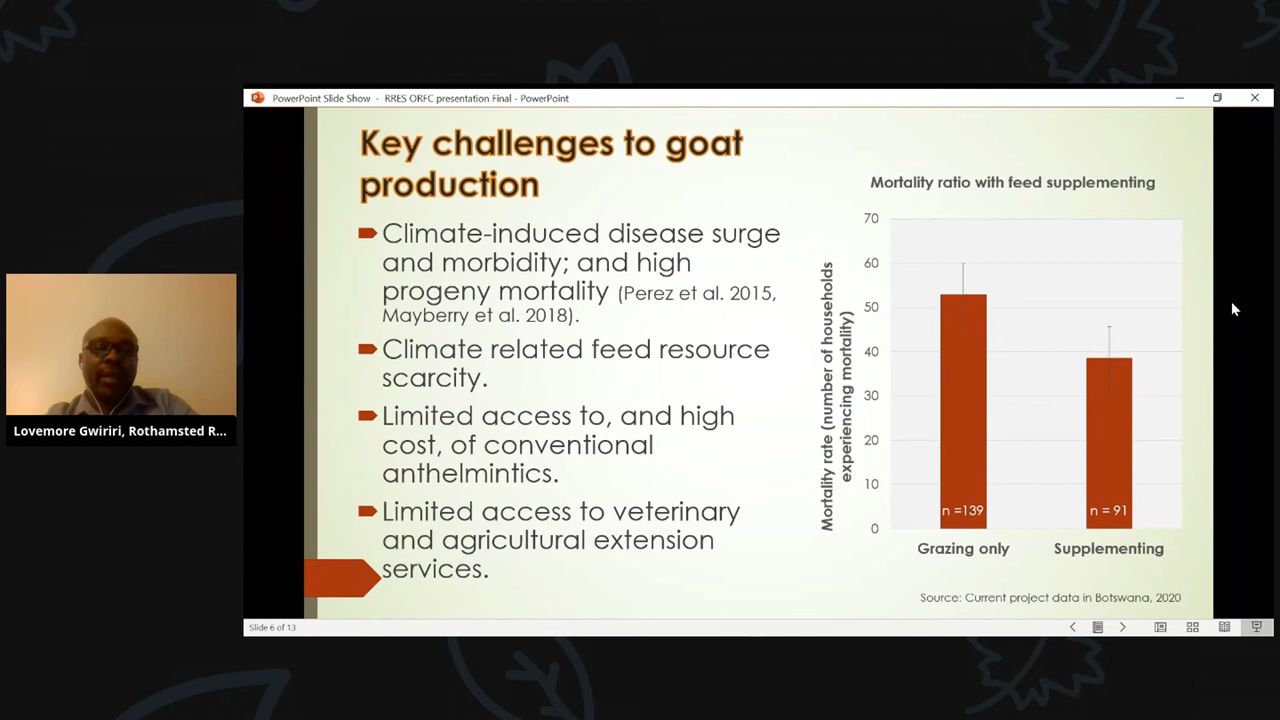 PowerPoint Slide Show - RRES ORFC presentation Final - PowerPoint
Key challenges to goat
production
Climate-induced disease surge
and morbidity; and high
progeny mortality (Perez et al. 2015,
Mayberry et al. 2018).
Climate related feed resource
scarcity.
Limited access to, and high
cost, of conventional
anthelmintics.
Limited access to veterinary
and agricultural extension
services.
Mortality ratio with feed supplementing
Mortality rate (number of households
experiencing mortality)
70
60
50
40
30
20
10
0
n =139
n = 91
Grazing only
Supplementing
Source: Current project data in Botswana, 2020
Slide 6 of 13
Lovemore Gwiriri, Rothamsted R...